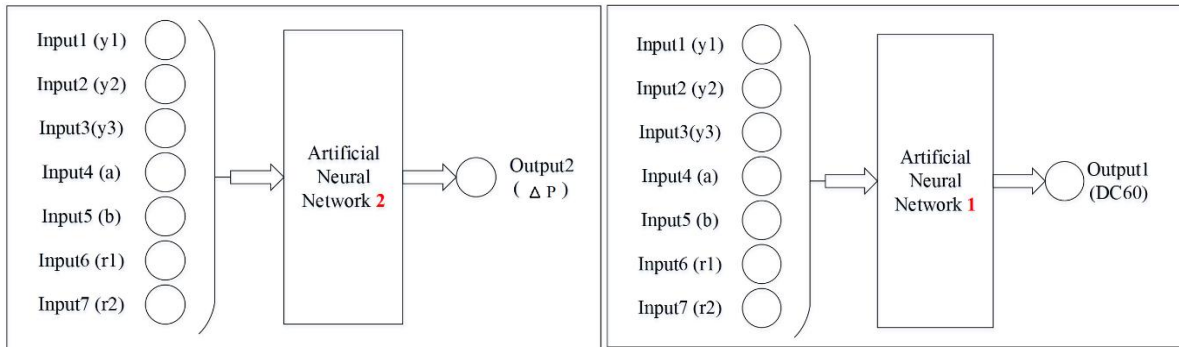 Input1 (y1)
Input2 (y2)
Input3(y3)
Input4 (a)
Input5 (b)
Input6 (r1)
Input7 (r2)
Artificial
Neural
Network 2
Output2
( Δ P )
Input1 (y1)
Input2 (y2)
Input3(y3)
Input4 (a)
Input5 (b)
Input6 (r1)
Input7 (r2)
Artificial
Neural
Network 1
Output1
(DC60)